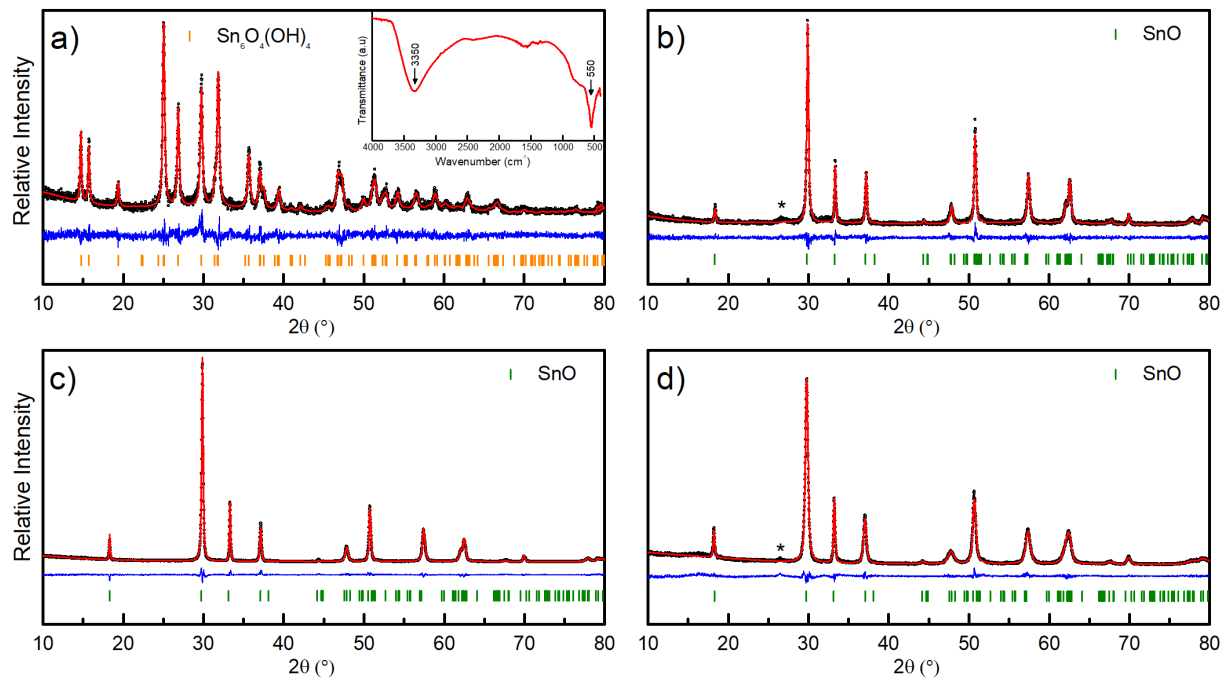 a)
Sn₆O₄(OH)₄
Transmittance (a.u)
3350
550
4000 3500 3000 2500 2000 1500 1000 500
Wavenumber (cm⁻¹)
Relative Intensity
10 20 30 40 50 60 70 80
2θ (°)
b)
SnO
*
10 20 30 40 50 60 70 80
2θ (°)
c)
SnO
Relative Intensity
10 20 30 40 50 60 70 80
2θ (°)
d)
SnO
*
10 20 30 40 50 60 70 80
2θ (°)